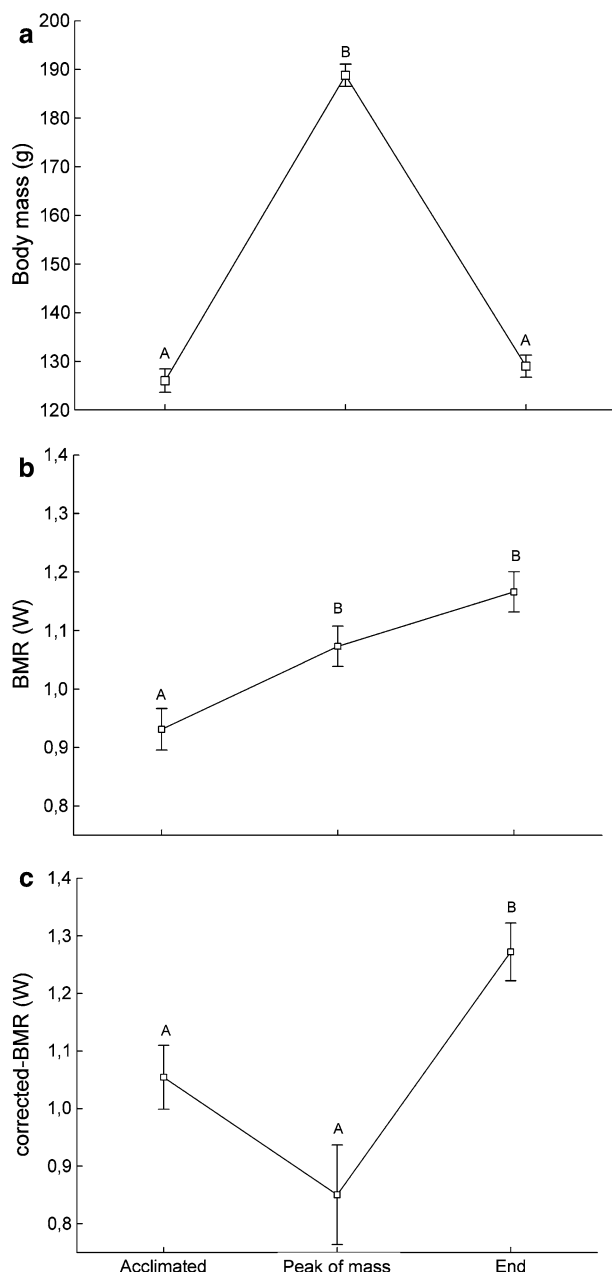 a
200
190
180
170
160
150
140
130
120
Body mass (g)
A
B
A
b
1,4
1,3
1,2
1,1
1,0
0,9
0,8
BMR (W)
A
B
B
c
1,4
1,3
1,2
1,1
1,0
0,9
0,8
corrected-BMR (W)
A
A
B
Acclimated Peak of mass End